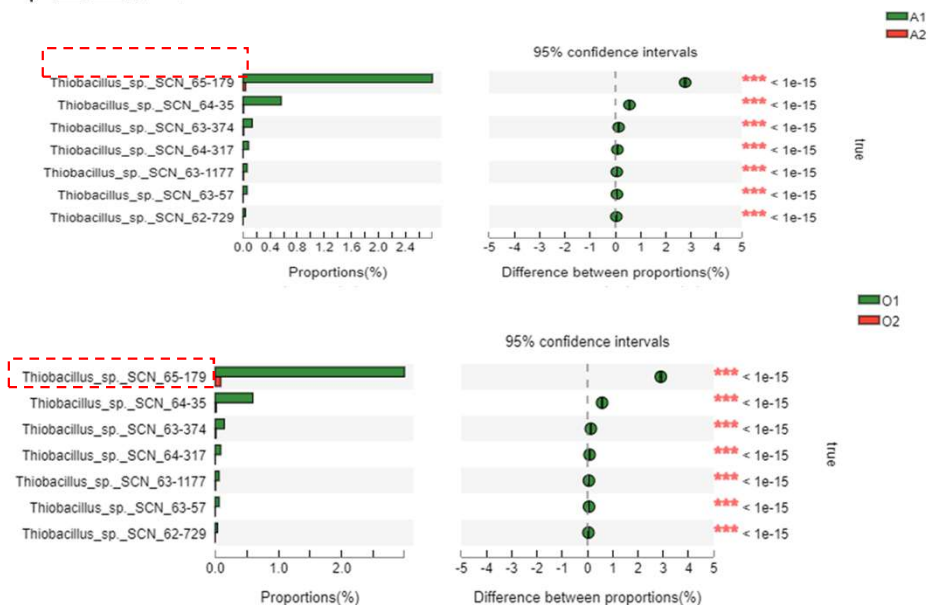 A1
A2
95% confidence intervals
Thiobacillus_sp._SCN_65-179
*** < 1e-15
Thiobacillus_sp._SCN_64-35
*** < 1e-15
Thiobacillus_sp._SCN_63-374
*** < 1e-15
Thiobacillus_sp._SCN_64-317
*** < 1e-15
Thiobacillus_sp._SCN_63-1177
*** < 1e-15
Thiobacillus_sp._SCN_63-57
*** < 1e-15
Thiobacillus_sp._SCN_62-729
*** < 1e-15
true
0.0 0.4 0.8 1.2 1.6 2.0 2.4
-5 -4 -3 -2 -1 0 1 2 3 4 5
Proportions(%)
Difference between proportions(%)
O1
O2
95% confidence intervals
Thiobacillus_sp._SCN_65-179
*** < 1e-15
Thiobacillus_sp._SCN_64-35
*** < 1e-15
Thiobacillus_sp._SCN_63-374
*** < 1e-15
Thiobacillus_sp._SCN_64-317
*** < 1e-15
Thiobacillus_sp._SCN_63-1177
*** < 1e-15
Thiobacillus_sp._SCN_63-57
*** < 1e-15
Thiobacillus_sp._SCN_62-729
*** < 1e-15
true
0.0 1.0 2.0
-5 -4 -3 -2 -1 0 1 2 3 4 5
Proportions(%)
Difference between proportions(%)